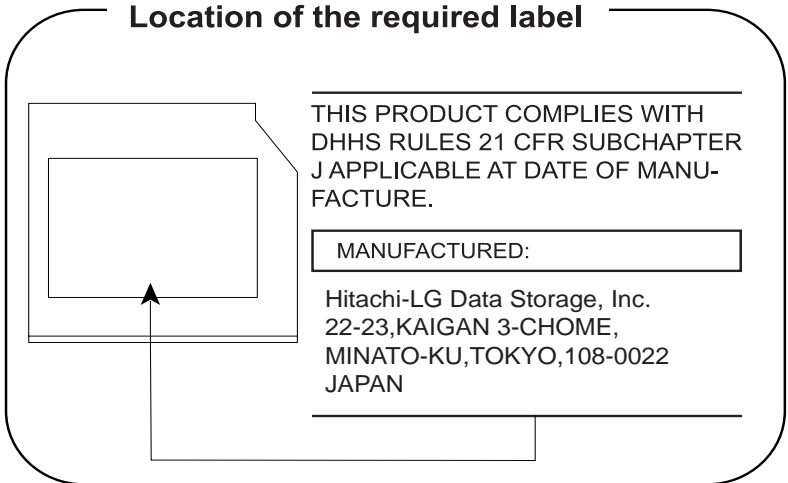 Location of the required label
THIS PRODUCT COMPLIES WITH
DHHS RULES 21 CFR SUBCHAPTER
J APPLICABLE AT DATE OF MANU-
FACTURE.
MANUFACTURED:
Hitachi-LG Data Storage, Inc.
22-23,KAIGAN 3-CHOME,
MINATO-KU,TOKYO,108-0022
JAPAN